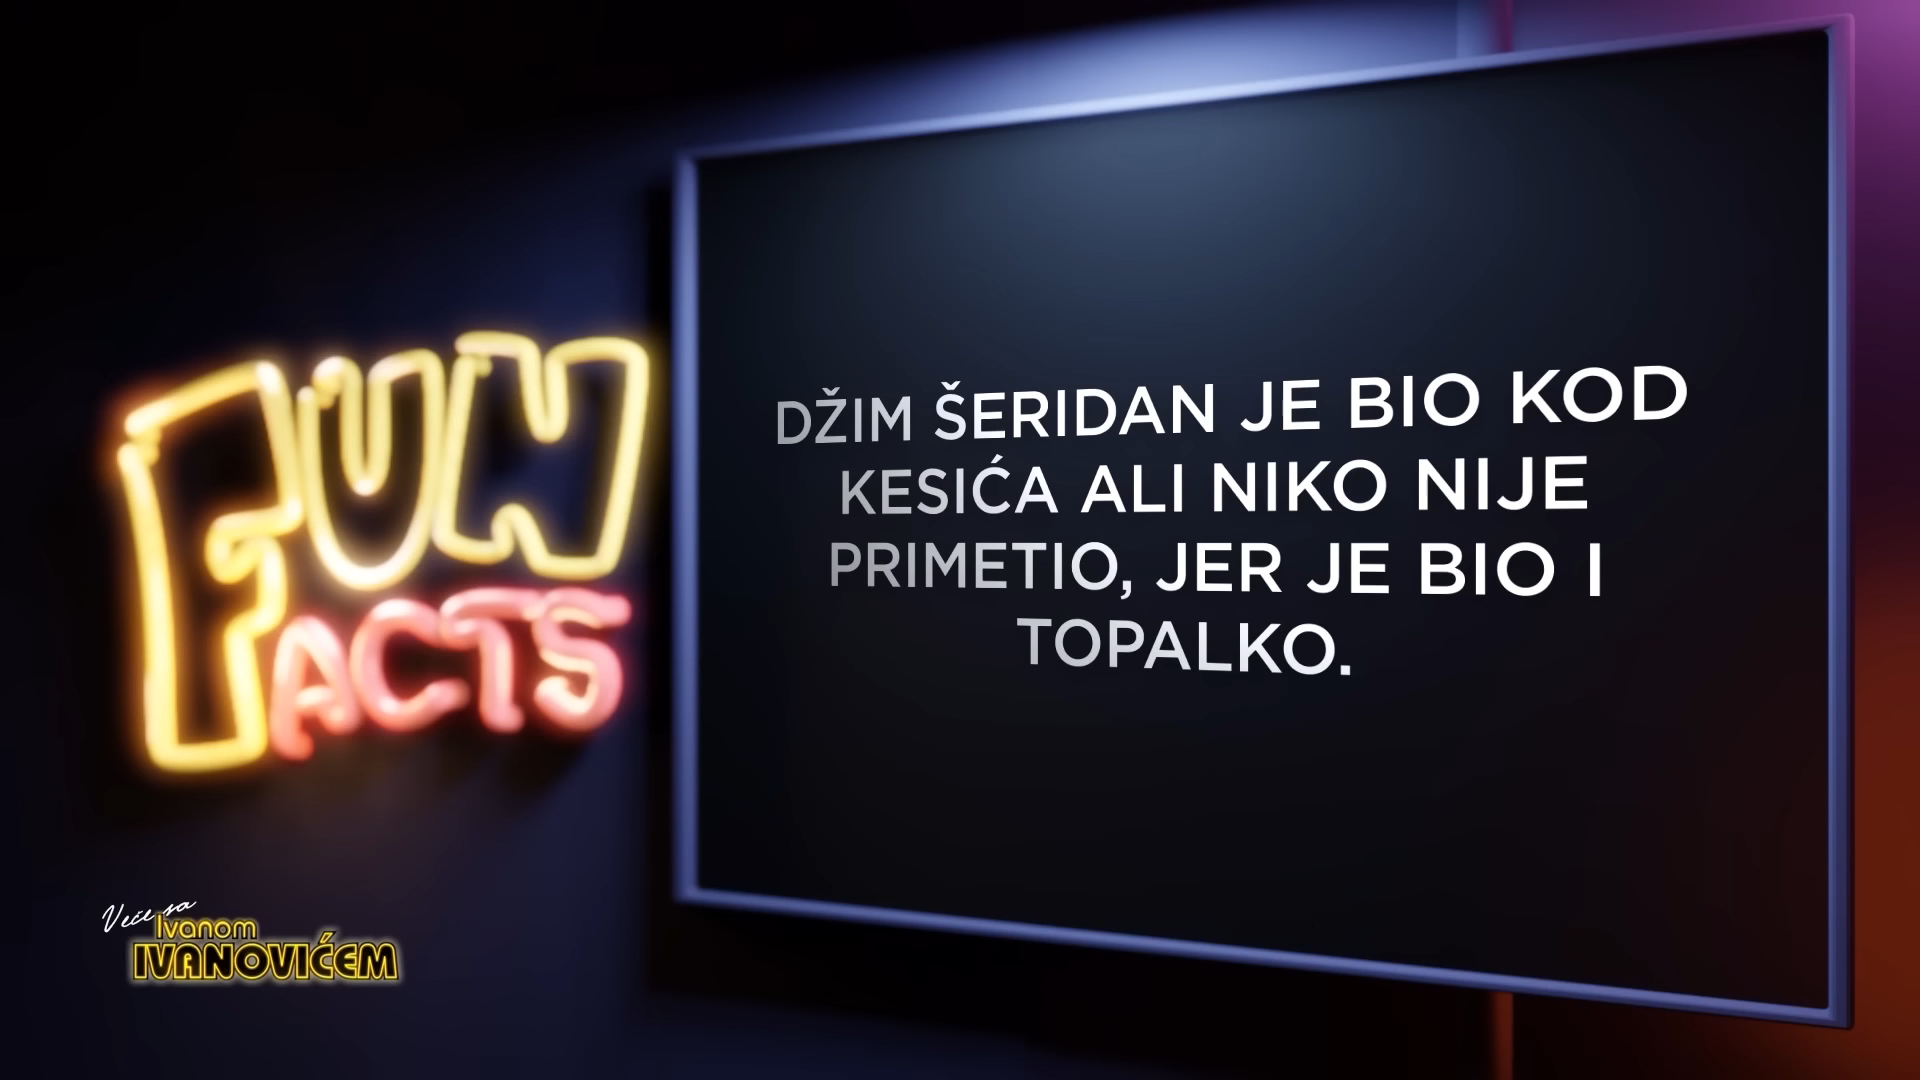 FUN
FACTS
DŽIM ŠERIDAN JE BIO KOD
KESIĆA ALI NIKO NIJE
PRIMETIO, JER JE BIO I
TOPALKO.
Veče sa
Ivanom
IVANOVIĆEM